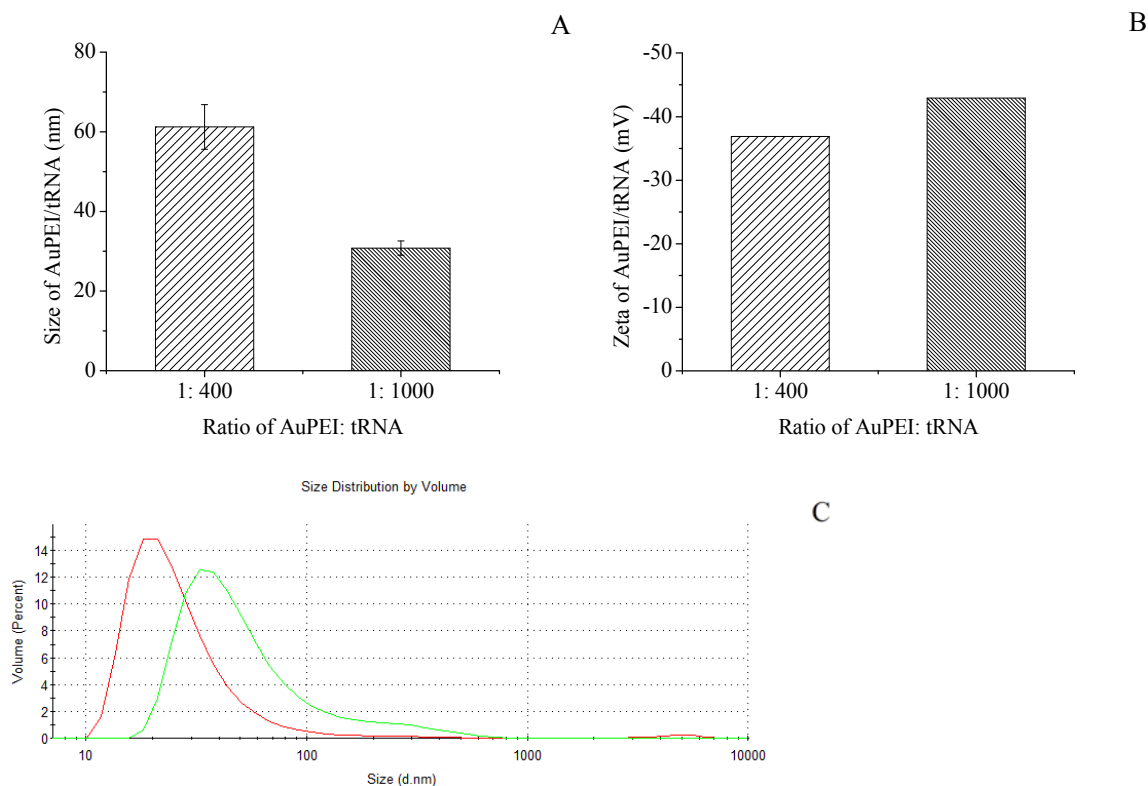 A
Size of AuPEI/tRNA (nm)
80
60
40
20
0
1: 400
1: 1000
Ratio of AuPEI: tRNA
B
Zeta of AuPEI/tRNA (mV)
-50
-40
-30
-20
-10
0
1: 400
1: 1000
Ratio of AuPEI: tRNA
Size Distribution by Volume
C
Volume (Percent)
14
12
10
8
6
4
2
0
10
100
1000
10000
Size (d.nm)